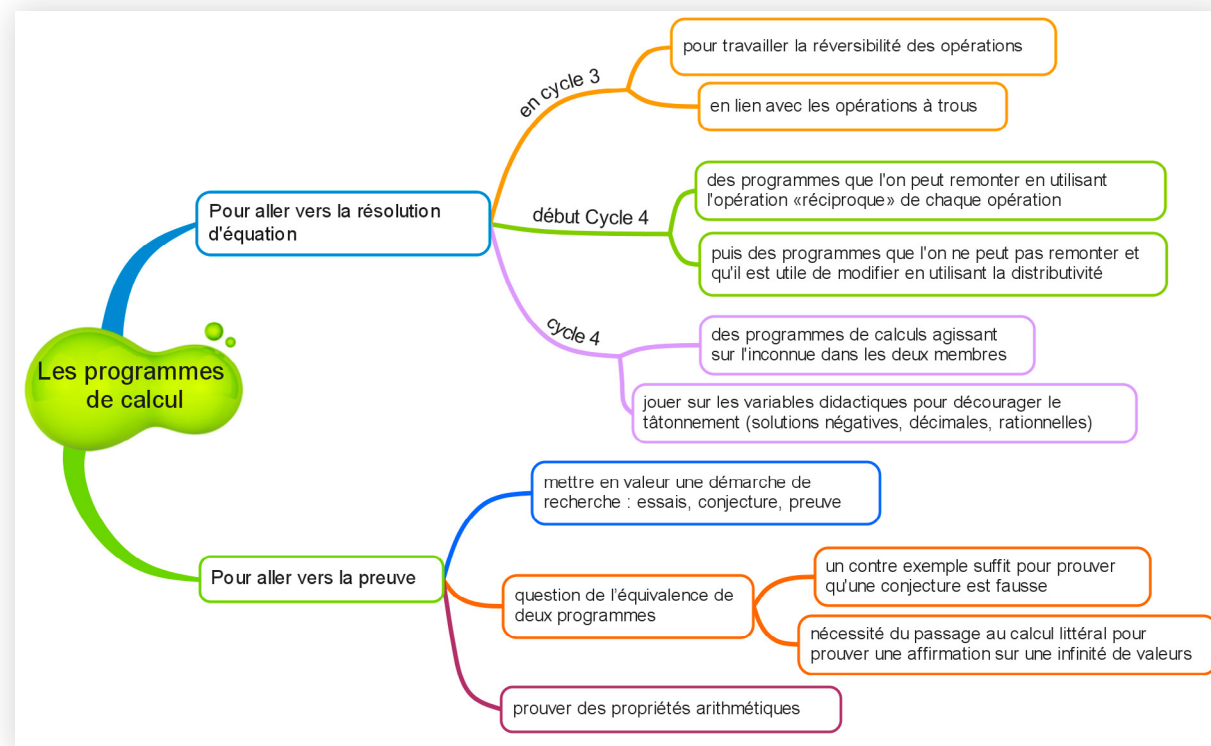 Les programmes
de calcul
Pour aller vers la résolution
d'équation
en cycle 3
pour travailler la réversibilité des opérations
en lien avec les opérations à trous
début Cycle 4
des programmes que l'on peut remonter en utilisant
l'opération «réciproque» de chaque opération
puis des programmes que l'on ne peut pas remonter et
qu'il est utile de modifier en utilisant la distributivité
cycle 4
des programmes de calculs agissant
sur l'inconnue dans les deux membres
jouer sur les variables didactiques pour décourager le
tâtonnement (solutions négatives, décimales, rationnelles)
Pour aller vers la preuve
mettre en valeur une démarche de
recherche : essais, conjecture, preuve
question de l'équivalence de
deux programmes
un contre exemple suffit pour prouver
qu'une conjecture est fausse
nécessité du passage au calcul littéral pour
prouver une affirmation sur une infinité de valeurs
prouver des propriétés arithmétiques